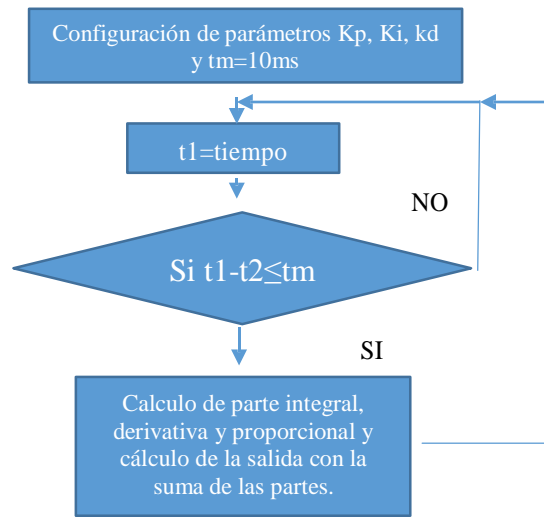 Configuración de parámetros Kp, Ki, kd
y tm=10ms
t1=tiempo
NO
Si t1-t2≤tm
SI
Calculo de parte integral,
derivativa y proporcional y
cálculo de la salida con la
suma de las partes.